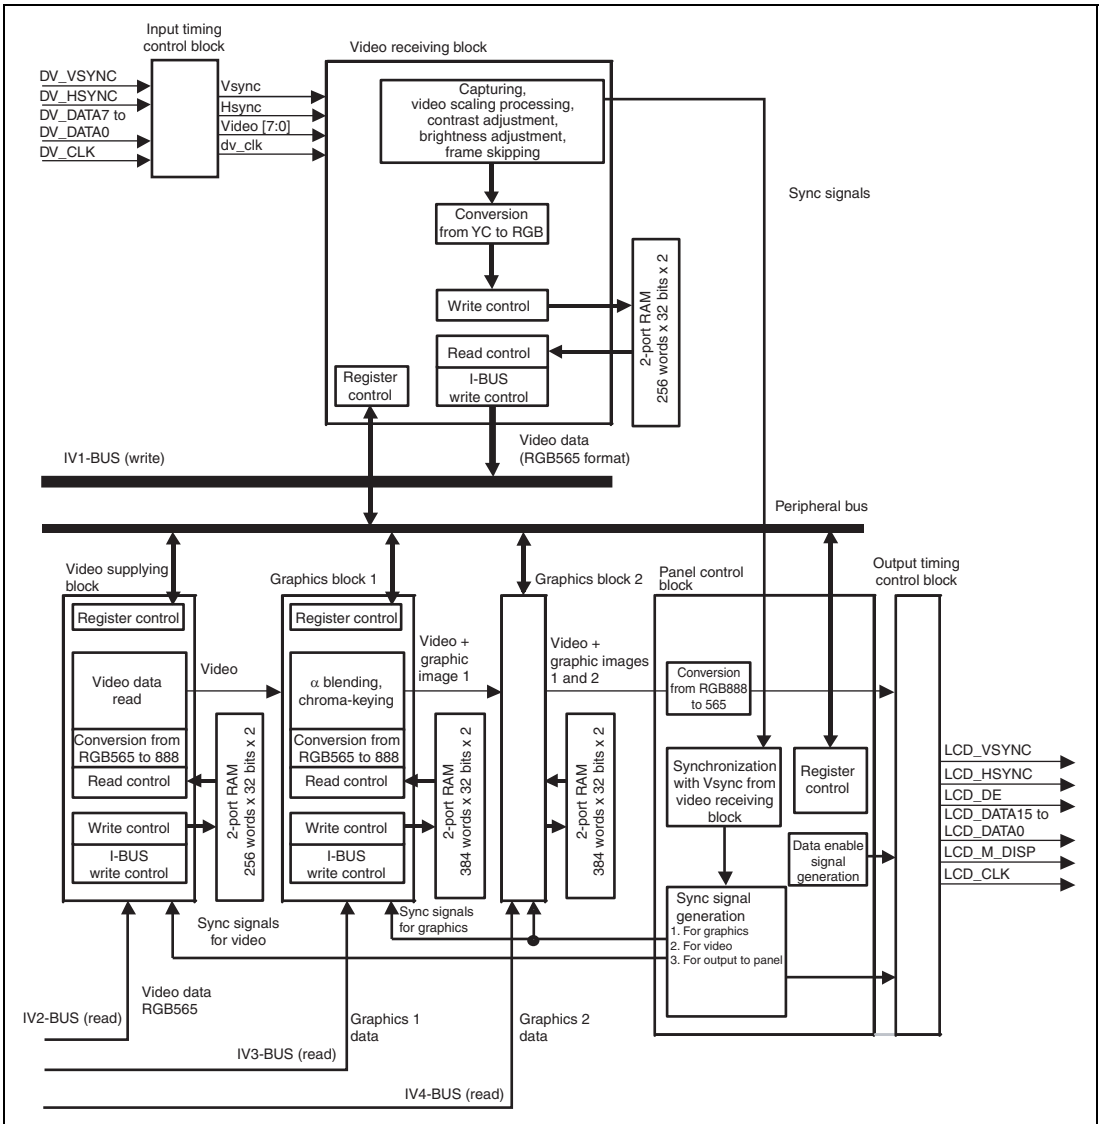 Input timing
control block
Video receiving block
DV_VSYNC
DV_HSYNC
DV_DATA7 to
DV_DATA0
DV_CLK
Vsync
Hsync
Video [7:0]
dv_clk
Capturing,
video scaling processing,
contrast adjustment,
brightness adjustment,
frame skipping
Sync signals
Conversion
from YC to RGB
Write control
Read control
I-BUS
write control
2-port RAM
256 words x 32 bits x 2
Register
control
Video data
(RGB565 format)
IV1-BUS (write)
Peripheral bus
Video supplying
block
Graphics block 1
Graphics block 2
Panel control
block
Output timing
control block
Register control
Video data
read
Conversion from
RGB565 to 888
Read control
Write control
I-BUS
write control
Video
2-port RAM
256 words x 32 bits x 2
Register control
α blending,
chroma-keying
Conversion from
RGB565 to 888
Read control
Write control
I-BUS
write control
Video +
graphic
image 1
2-port RAM
384 words x 32 bits x 2
Video +
graphic images
1 and 2
2-port RAM
384 words x 32 bits x 2
Conversion
from RGB888
to 565
Synchronization
with Vsync from
video receiving
block
Register
control
Data enable
signal
generation
Sync signal
generation
1. For graphics
2. For video
3. For output to panel
LCD_VSYNC
LCD_HSYNC
LCD_DE
LCD_DATA15 to
LCD_DATA0
LCD_M_DISP
LCD_CLK
Sync signals
for video
Sync signals
for graphics
Video data
RGB565
IV2-BUS (read)
Graphics 1
data
IV3-BUS (read)
Graphics 2
data
IV4-BUS (read)